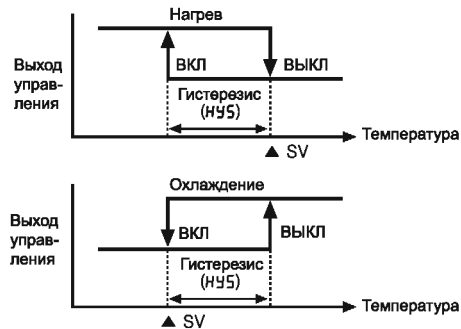 Нагрев
Выход
управ-
ления
ВКЛ
ВЫКЛ
Гистерезис
(HYS)
Температура
▲ SV
Охлаждение
Выход
управ-
ления
ВКЛ
ВЫКЛ
Гистерезис
(HYS)
Температура
▲ SV